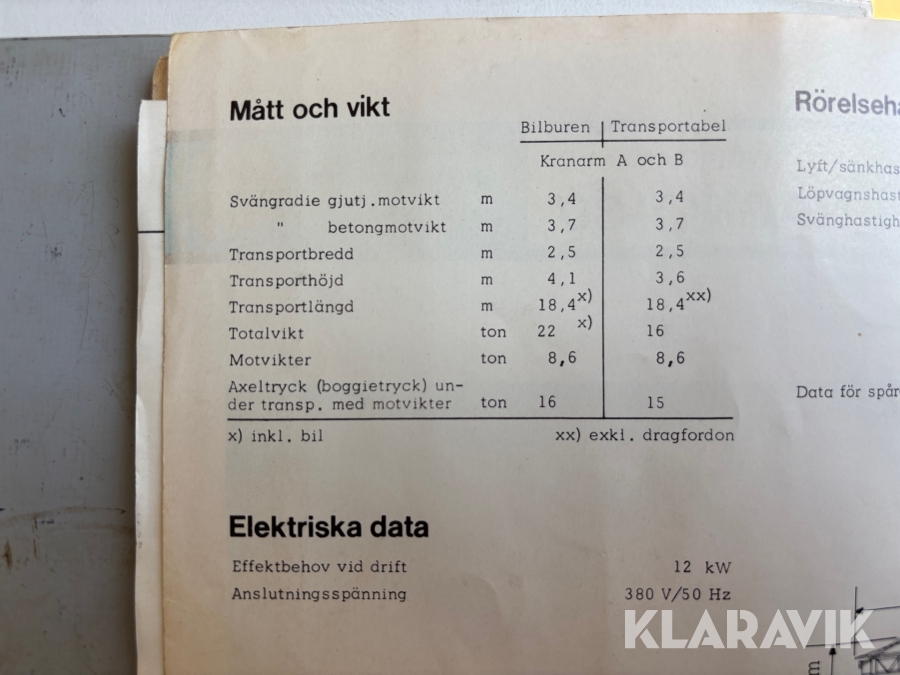 Mått och vikt
Bilburen | Transportabel
Kranarm A och B
Svängradie gjutj.motvikt m 3,4 3,4
" betongmotvikt m 3,7 3,7
Transportbredd m 2,5 2,5
Transporthöjd m 4,1 3,6
Transportlängd m 18,4x) 18,4xx)
Totalvikt ton 22 x) 16
Motvikter ton 8,6 8,6
Axeltryck (boggietryck) un-
der transp. med motvikter ton 16 15
x) inkl. bil xx) exkl. dragfordon
Elektriska data
Effektbehov vid drift 12 kW
Anslutningsspänning 380 V/50 Hz
Rörelseha
Lyft/sänkhas
Löpvagnshast
Svänghastigh
Data för spår
m
KLARAVIK